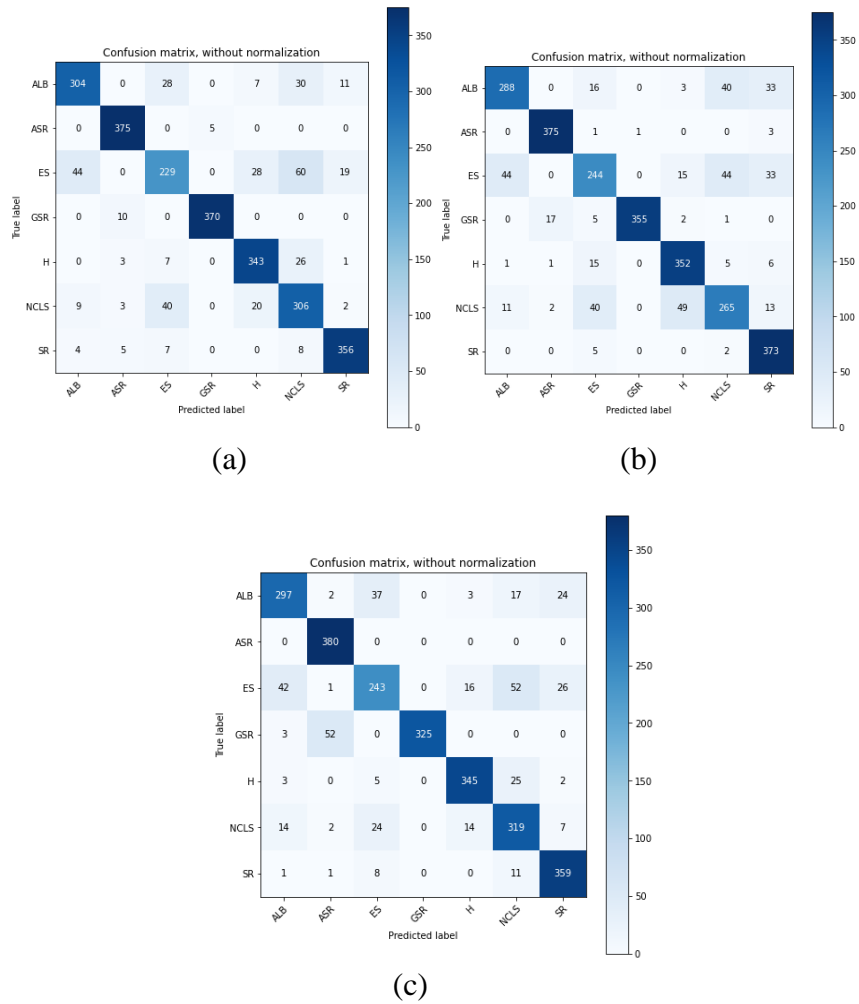 Confusion matrix, without normalization
True label
ALB 304 0 28 0 7 30 11
ASR 0 375 0 5 0 0 0
ES 44 0 229 0 28 60 19
GSR 0 10 0 370 0 0 0
H 0 3 7 0 343 26 1
NCLS 9 3 40 0 20 306 2
SR 4 5 7 0 0 8 356
ALB ASR ES GSR H NCLS SR
Predicted label
350
300
250
200
150
100
50
0
(a)
Confusion matrix, without normalization
True label
ALB 288 0 16 0 3 40 33
ASR 0 375 1 1 0 0 3
ES 44 0 244 0 15 44 33
GSR 0 17 5 355 2 1 0
H 1 1 15 0 352 5 6
NCLS 11 2 40 0 49 265 13
SR 0 0 5 0 0 2 373
ALB ASR ES GSR H NCLS SR
Predicted label
350
300
250
200
150
100
50
0
(b)
Confusion matrix, without normalization
True label
ALB 297 2 37 0 3 17 24
ASR 0 380 0 0 0 0 0
ES 42 1 243 0 16 52 26
GSR 3 52 0 325 0 0 0
H 3 0 5 0 345 25 2
NCLS 14 2 24 0 14 319 7
SR 1 1 8 0 0 11 359
ALB ASR ES GSR H NCLS SR
Predicted label
350
300
250
200
150
100
50
0
(c)